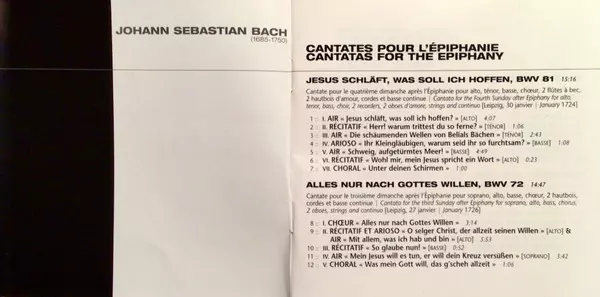 JOHANN SEBASTIAN BACH
(1685-1750)
CANTATES POUR L'ÉPIPHANIE
CANTATAS FOR THE EPIPHANY
JESUS SCHLÄFT, WAS SOLL ICH HOFFEN, BWV 81 15:16
Cantate pour le quatrième dimanche après l'Épiphanie pour alto, ténor, basse, chœur, 2 flûtes à bec,
2 hautbois d'amour, cordes et basse continue | Cantata for the Fourth Sunday after Epiphany for alto,
tenor, bass, choir, 2 recorders, 2 oboes d'amore, strings and continuo [Leipzig, 30 janvier | January 1724]
1 :: I. AIR « Jesus schläft, was soll ich hoffen? » [ALTO] 4:07
2 :: II. RÉCITATIF « Herr! warum trittest du so ferne? » [TÉNOR] 1:06
3 :: III. AIR « Die schäumenden Wellen von Belials Bächen » [TÉNOR] 2:43
4 :: IV. ARIOSO « Ihr Kleingläubigen, warum seid ihr so furchtsam? » [BASSE] 1:08
5 :: V. AIR « Schweig, aufgetürmtes Meer! » [BASSE] 4:49
6 :: VI. RÉCITATIF « Wohl mir, mein Jesus spricht ein Wort » [ALTO] 0:23
7 :: VII. CHORAL « Unter deinen Schirmen » 1:00
ALLES NUR NACH GOTTES WILLEN, BWV 72 14:47
Cantate pour le troisième dimanche après l'Épiphanie pour soprano, alto, basse, chœur, 2 hautbois,
cordes et basse continue | Cantata for the third Sunday after Epiphany for soprano, alto, bass, chorus,
2 oboes, strings and continuo [Leipzig, 27 janvier | January 1726]
8 :: I. CHŒUR « Alles nur nach Gottes Willen » 3:14
9 :: II. RÉCITATIF ET ARIOSO « O selger Christ, der allzeit seinen Willen » [ALTO] &
AIR « Mit allem, was ich hab und bin » [ALTO] 5:53
10 :: III. RÉCITATIF « So glaube nun! » [BASSE] 0:52
11 :: IV. AIR « Mein Jesus will es tun, er will dein Kreuz versüßen » [SOPRANO] 3:42
12 :: V. CHORAL « Was mein Gott will, das g'scheh allzeit » 1:06